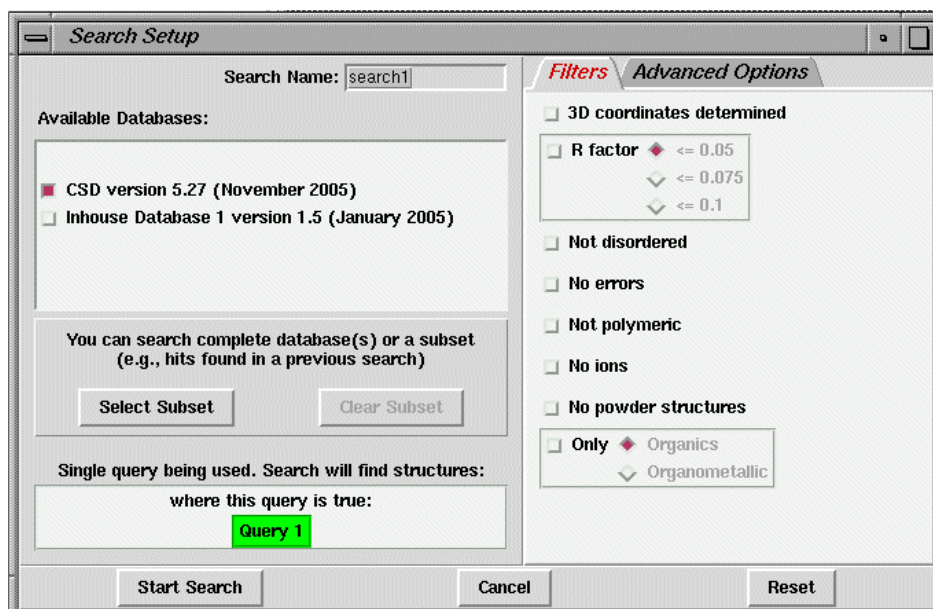 Search Setup
Search Name: search1
Available Databases:
CSD version 5.27 (November 2005)
Inhouse Database 1 version 1.5 (January 2005)
You can search complete database(s) or a subset
(e.g., hits found in a previous search)
Select Subset
Clear Subset
Single query being used. Search will find structures:
where this query is true:
Query 1
Filters
Advanced Options
3D coordinates determined
R factor <= 0.05
<= 0.075
<= 0.1
Not disordered
No errors
Not polymeric
No ions
No powder structures
Only Organics
Organometallic
Start Search
Cancel
Reset